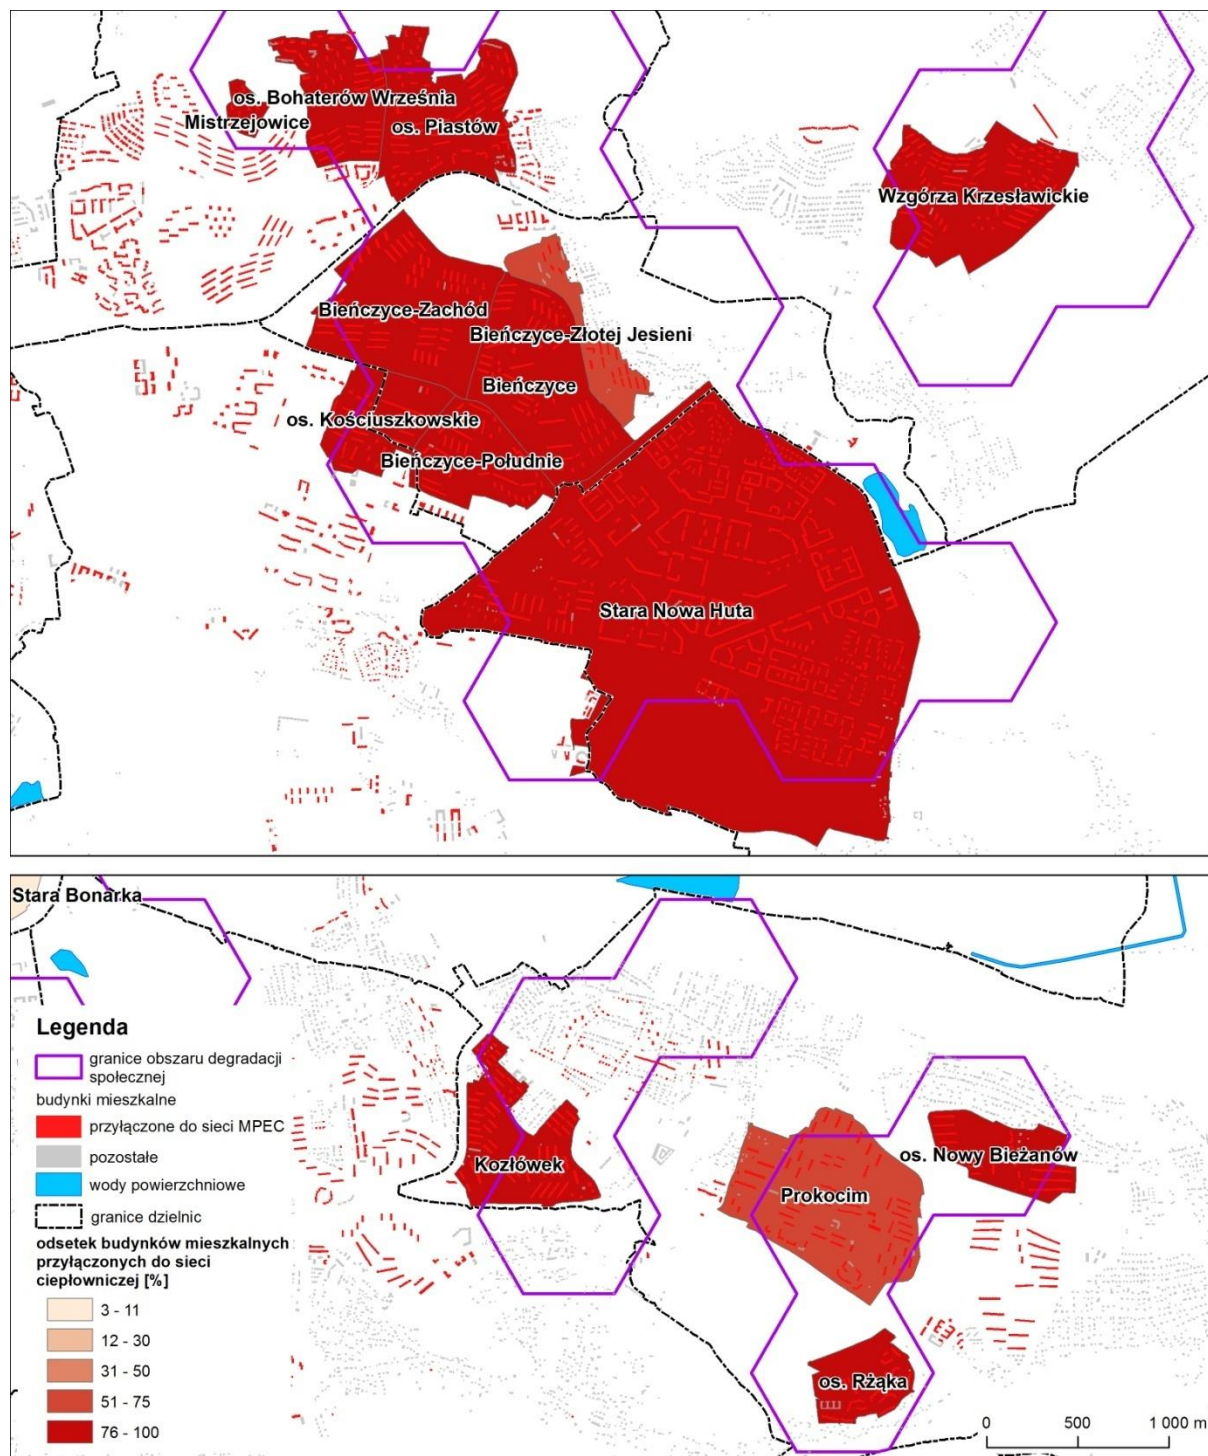 os. Bohaterów Września
Mistrzejowice
os. Piastów
Wzgórza Krzesławickie
Bieńczyce-Zachód
Bieńczyce-Złotej Jesieni
Bieńczyce
os. Kościuszkowskie
Bieńczyce-Południe
Stara Nowa Huta
Stara Bonarka
Legenda
granice obszaru degradacji
społecznej
budynki mieszkalne
przyłączone do sieci MPEC
pozostałe
wody powierzchniowe
granice dzielnic
odsetek budynków mieszkalnych
przyłączonych do sieci
ciepłowniczej [%]
3 - 11
12 - 30
31 - 50
51 - 75
76 - 100
Kozłówek
os. Nowy Bieżanów
Prokocim
os. Rżąka
0 500 1 000 m